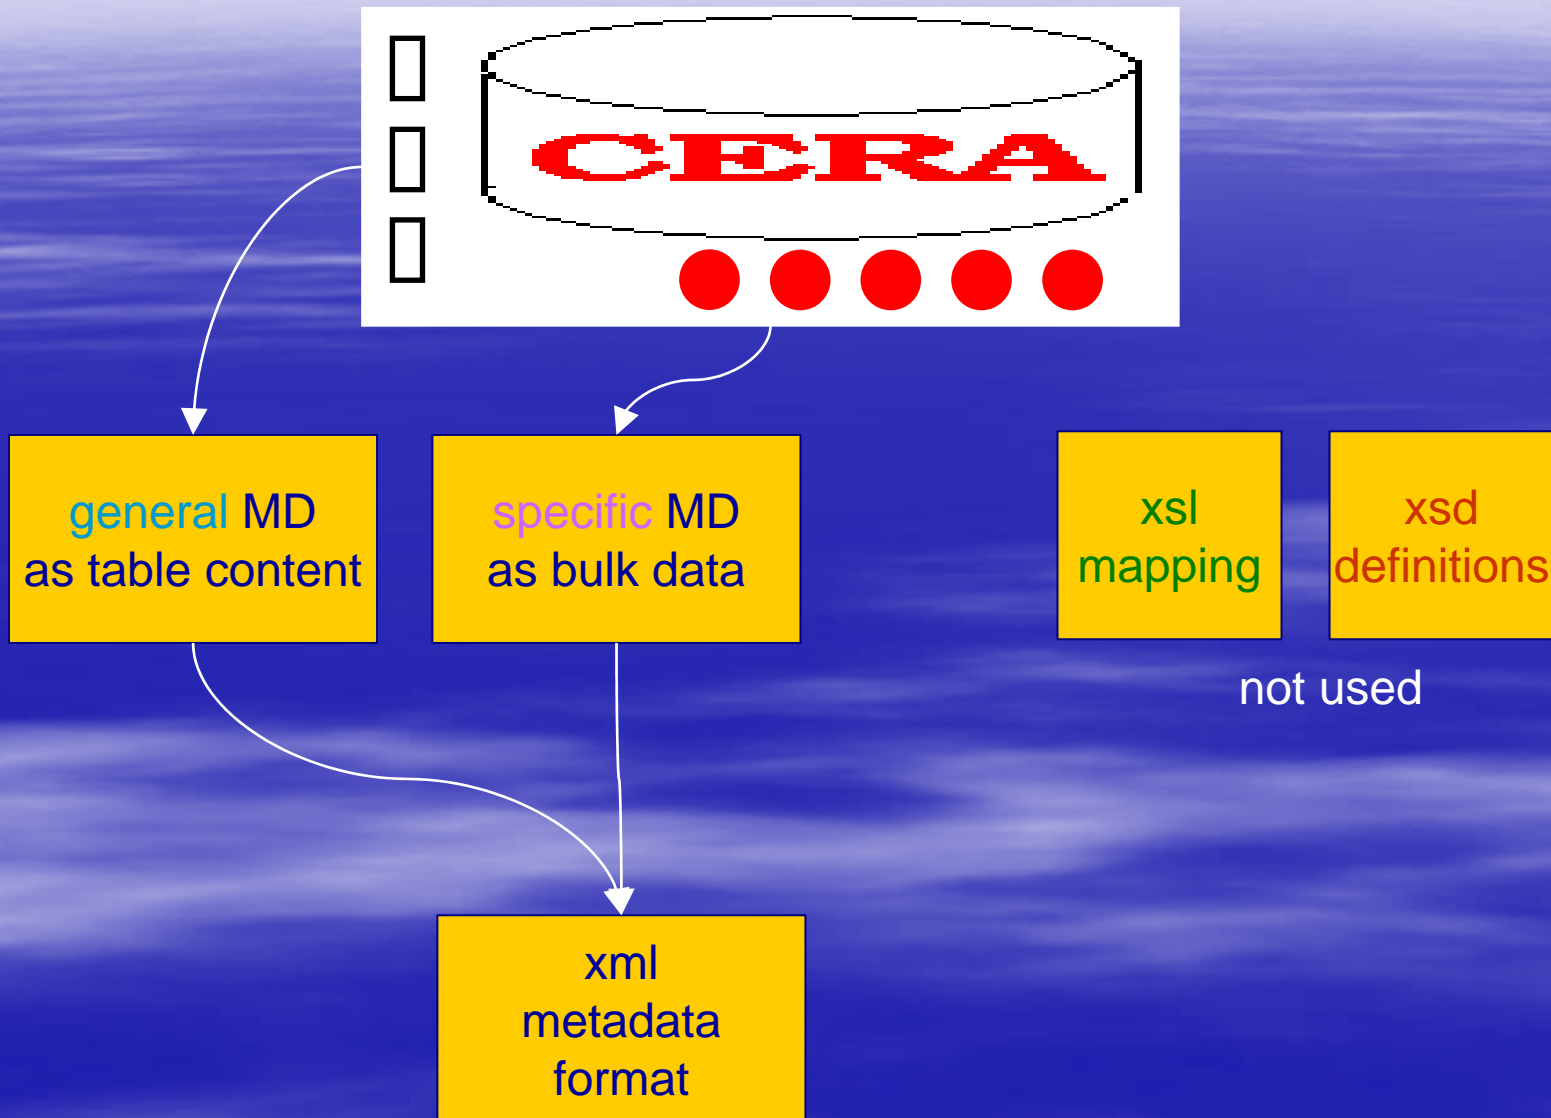 CERA
general MD
as table content
specific MD
as bulk data
xsl
mapping
xsd
definitions
not used
xml
metadata
format